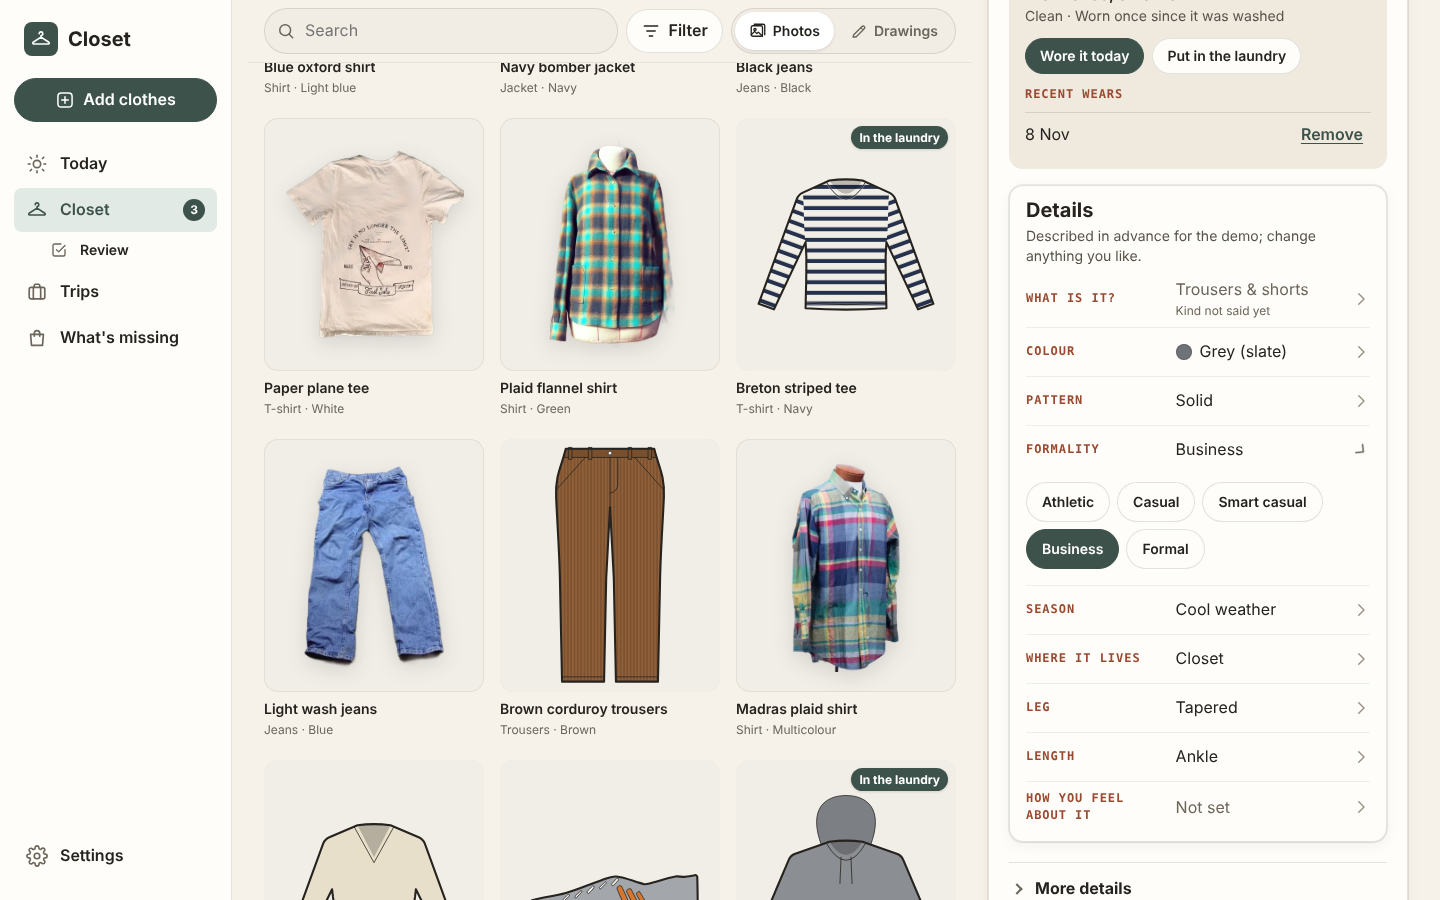 Closet
Add clothes
Today
Closet
3
Review
Trips
What's missing
Settings
Search
Filter
Photos
Drawings
Blue oxford shirt
Shirt · Light blue
Navy bomber jacket
Jacket · Navy
Black jeans
Jeans · Black
Paper plane tee
T-shirt · White
Plaid flannel shirt
Shirt · Green
In the laundry
Breton striped tee
T-shirt · Navy
Light wash jeans
Jeans · Blue
Brown corduroy trousers
Trousers · Brown
Madras plaid shirt
Shirt · Multicolour
In the laundry
Clean · Worn once since it was washed
Wore it today
Put in the laundry
RECENT WEARS
8 Nov
Remove
Details
Described in advance for the demo; change
anything you like.
WHAT IS IT?
Trousers & shorts
Kind not said yet
COLOUR
Grey (slate)
PATTERN
Solid
FORMALITY
Business
Athletic
Casual
Smart casual
Business
Formal
SEASON
Cool weather
WHERE IT LIVES
Closet
LEG
Tapered
LENGTH
Ankle
HOW YOU FEEL
ABOUT IT
Not set
More details